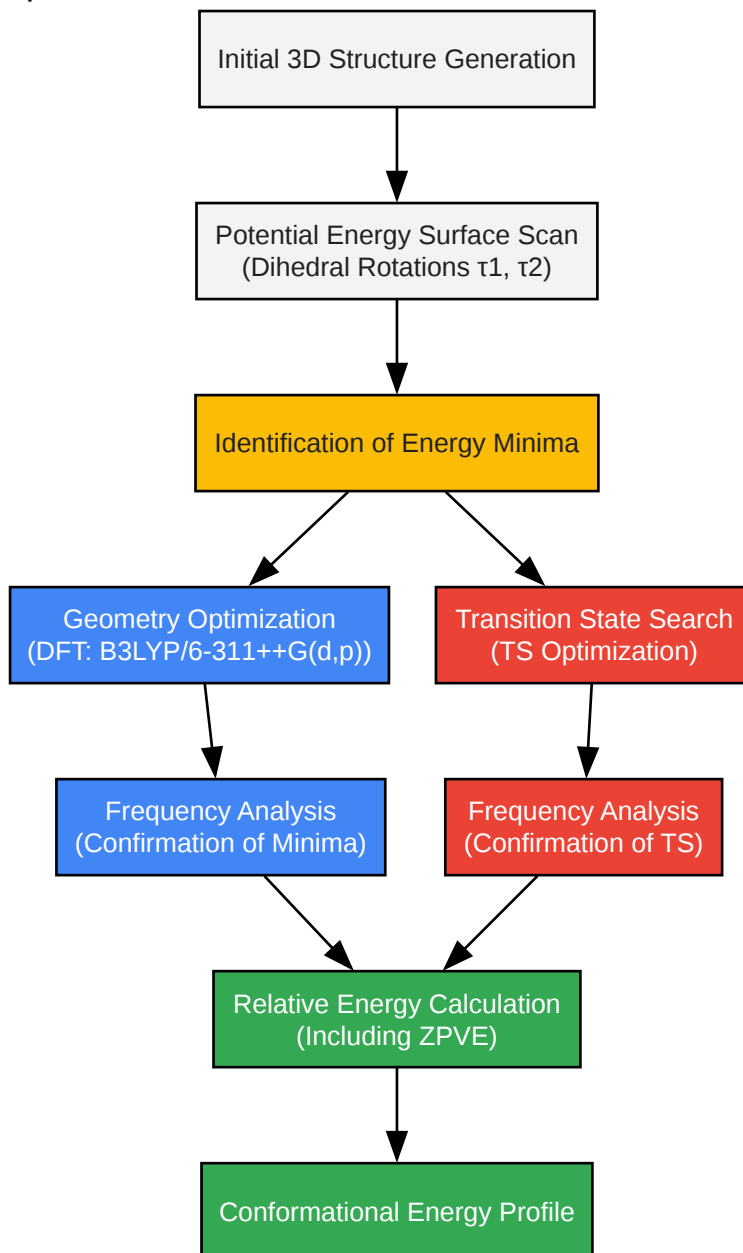 Initial 3D Structure Generation
Potential Energy Surface Scan
(Dihedral Rotations τ1, τ2)
Identification of Energy Minima
Geometry Optimization
(DFT: B3LYP/6-311++G(d,p))
Transition State Search
(TS Optimization)
Frequency Analysis
(Confirmation of Minima)
Frequency Analysis
(Confirmation of TS)
Relative Energy Calculation
(Including ZPVE)
Conformational Energy Profile